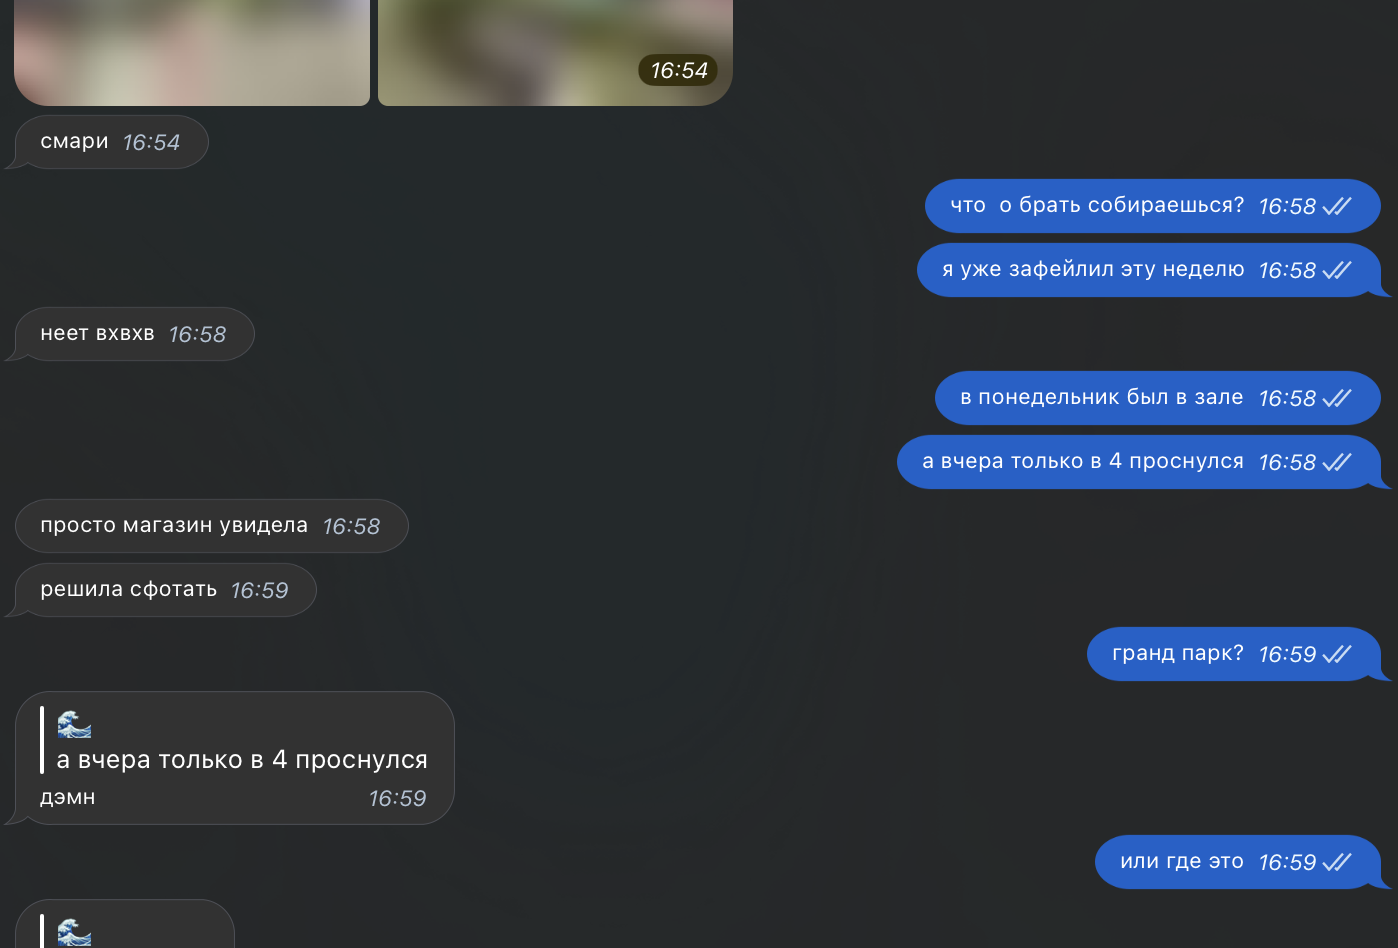 16:54
смари 16:54
что  о брать собираешься? 16:58
я уже зафейлил эту неделю 16:58
неет вхвхв 16:58
в понедельник был в зале 16:58
а вчера только в 4 проснулся 16:58
просто магазин увидела 16:58
решила сфотать 16:59
гранд парк? 16:59
🌊
а вчера только в 4 проснулся
дэмн 16:59
или где это 16:59
🌊